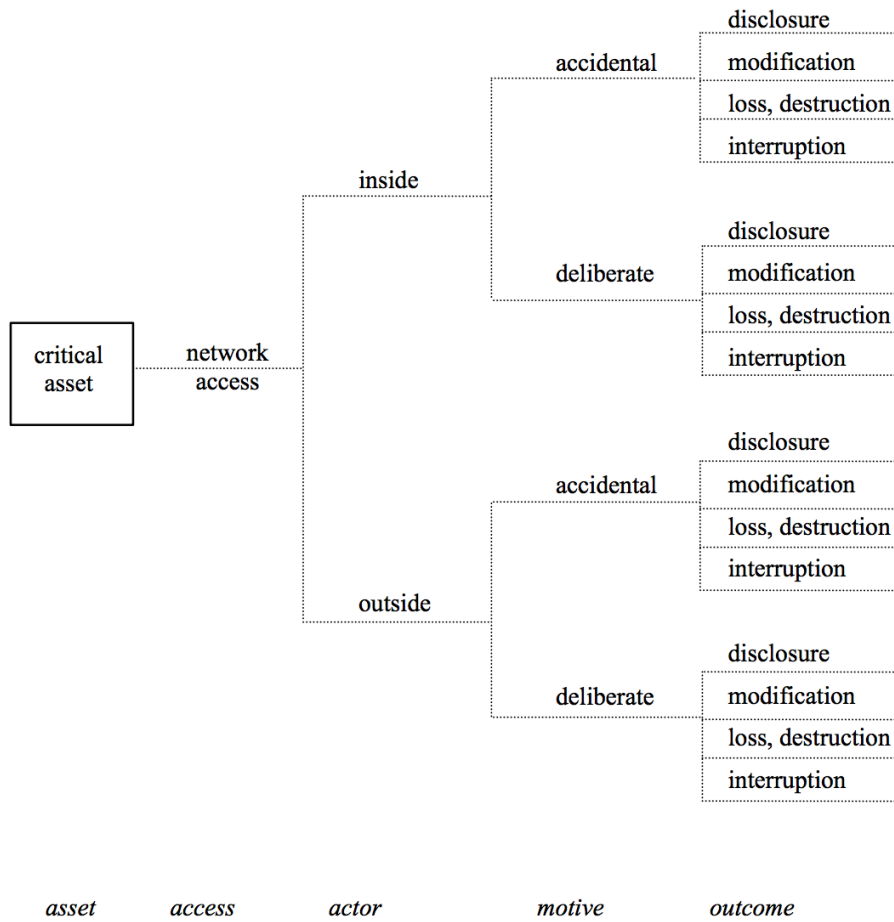 disclosure
accidental
modification
loss, destruction
interruption
inside
disclosure
deliberate
modification
loss, destruction
interruption
critical
asset
network
access
disclosure
accidental
modification
loss, destruction
interruption
outside
disclosure
deliberate
modification
loss, destruction
interruption
asset access actor motive outcome